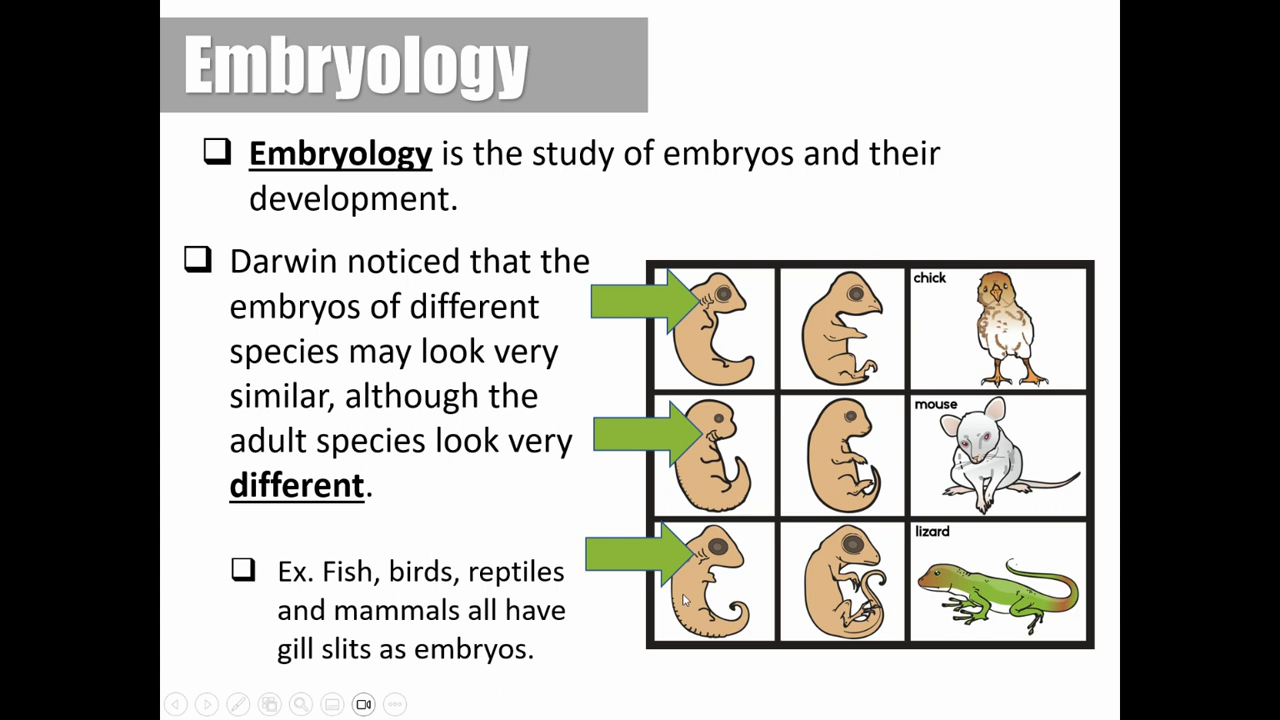 Embryology
Embryology is the study of embryos and their
development.
Darwin noticed that the
embryos of different
species may look very
similar, although the
adult species look very
different.
Ex. Fish, birds, reptiles
and mammals all have
gill slits as embryos.
chick
mouse
lizard